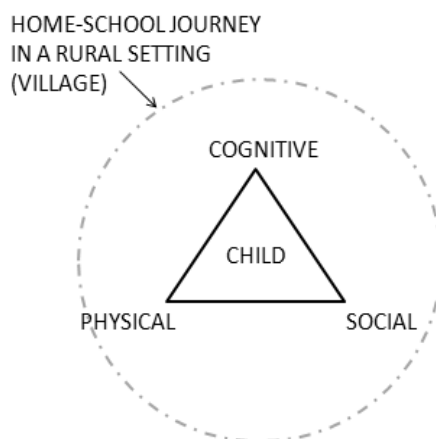 HOME-SCHOOL JOURNEY
IN A RURAL SETTING
(VILLAGE)
COGNITIVE
CHILD
PHYSICAL
SOCIAL